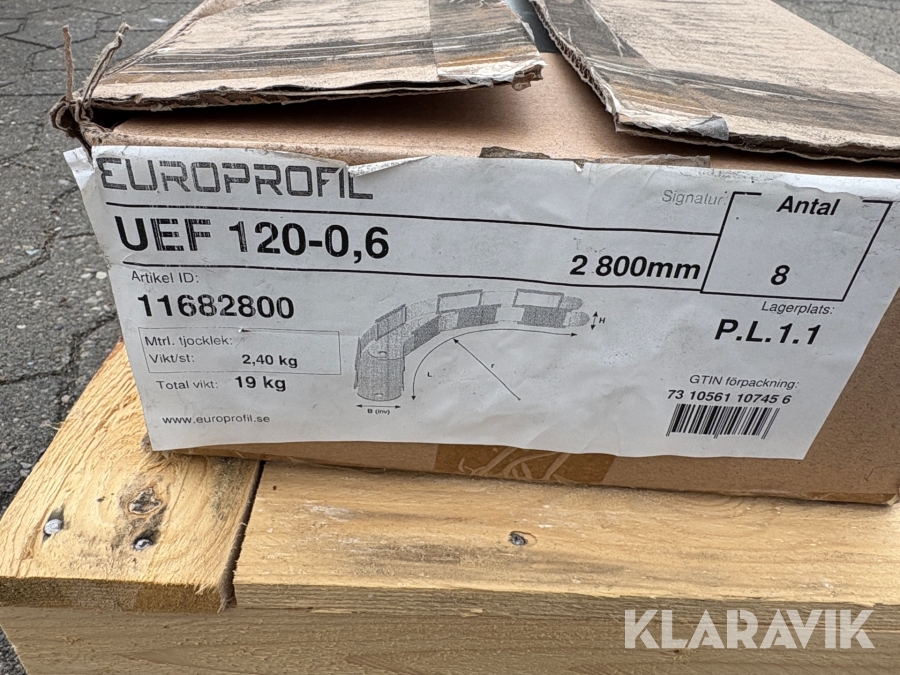 EUROPROFIL
Signatur:
Antal
UEF 120-0,6
2 800mm
8
Artikel ID:
11682800
Lagerplats:
P.L.1.1
Mtrl. tjocklek:
Vikt/st: 2,40 kg
Total vikt: 19 kg
H
L
r
B (inv)
GTIN förpackning:
73 10561 10745 6
www.europrofil.se
KLARAVIK